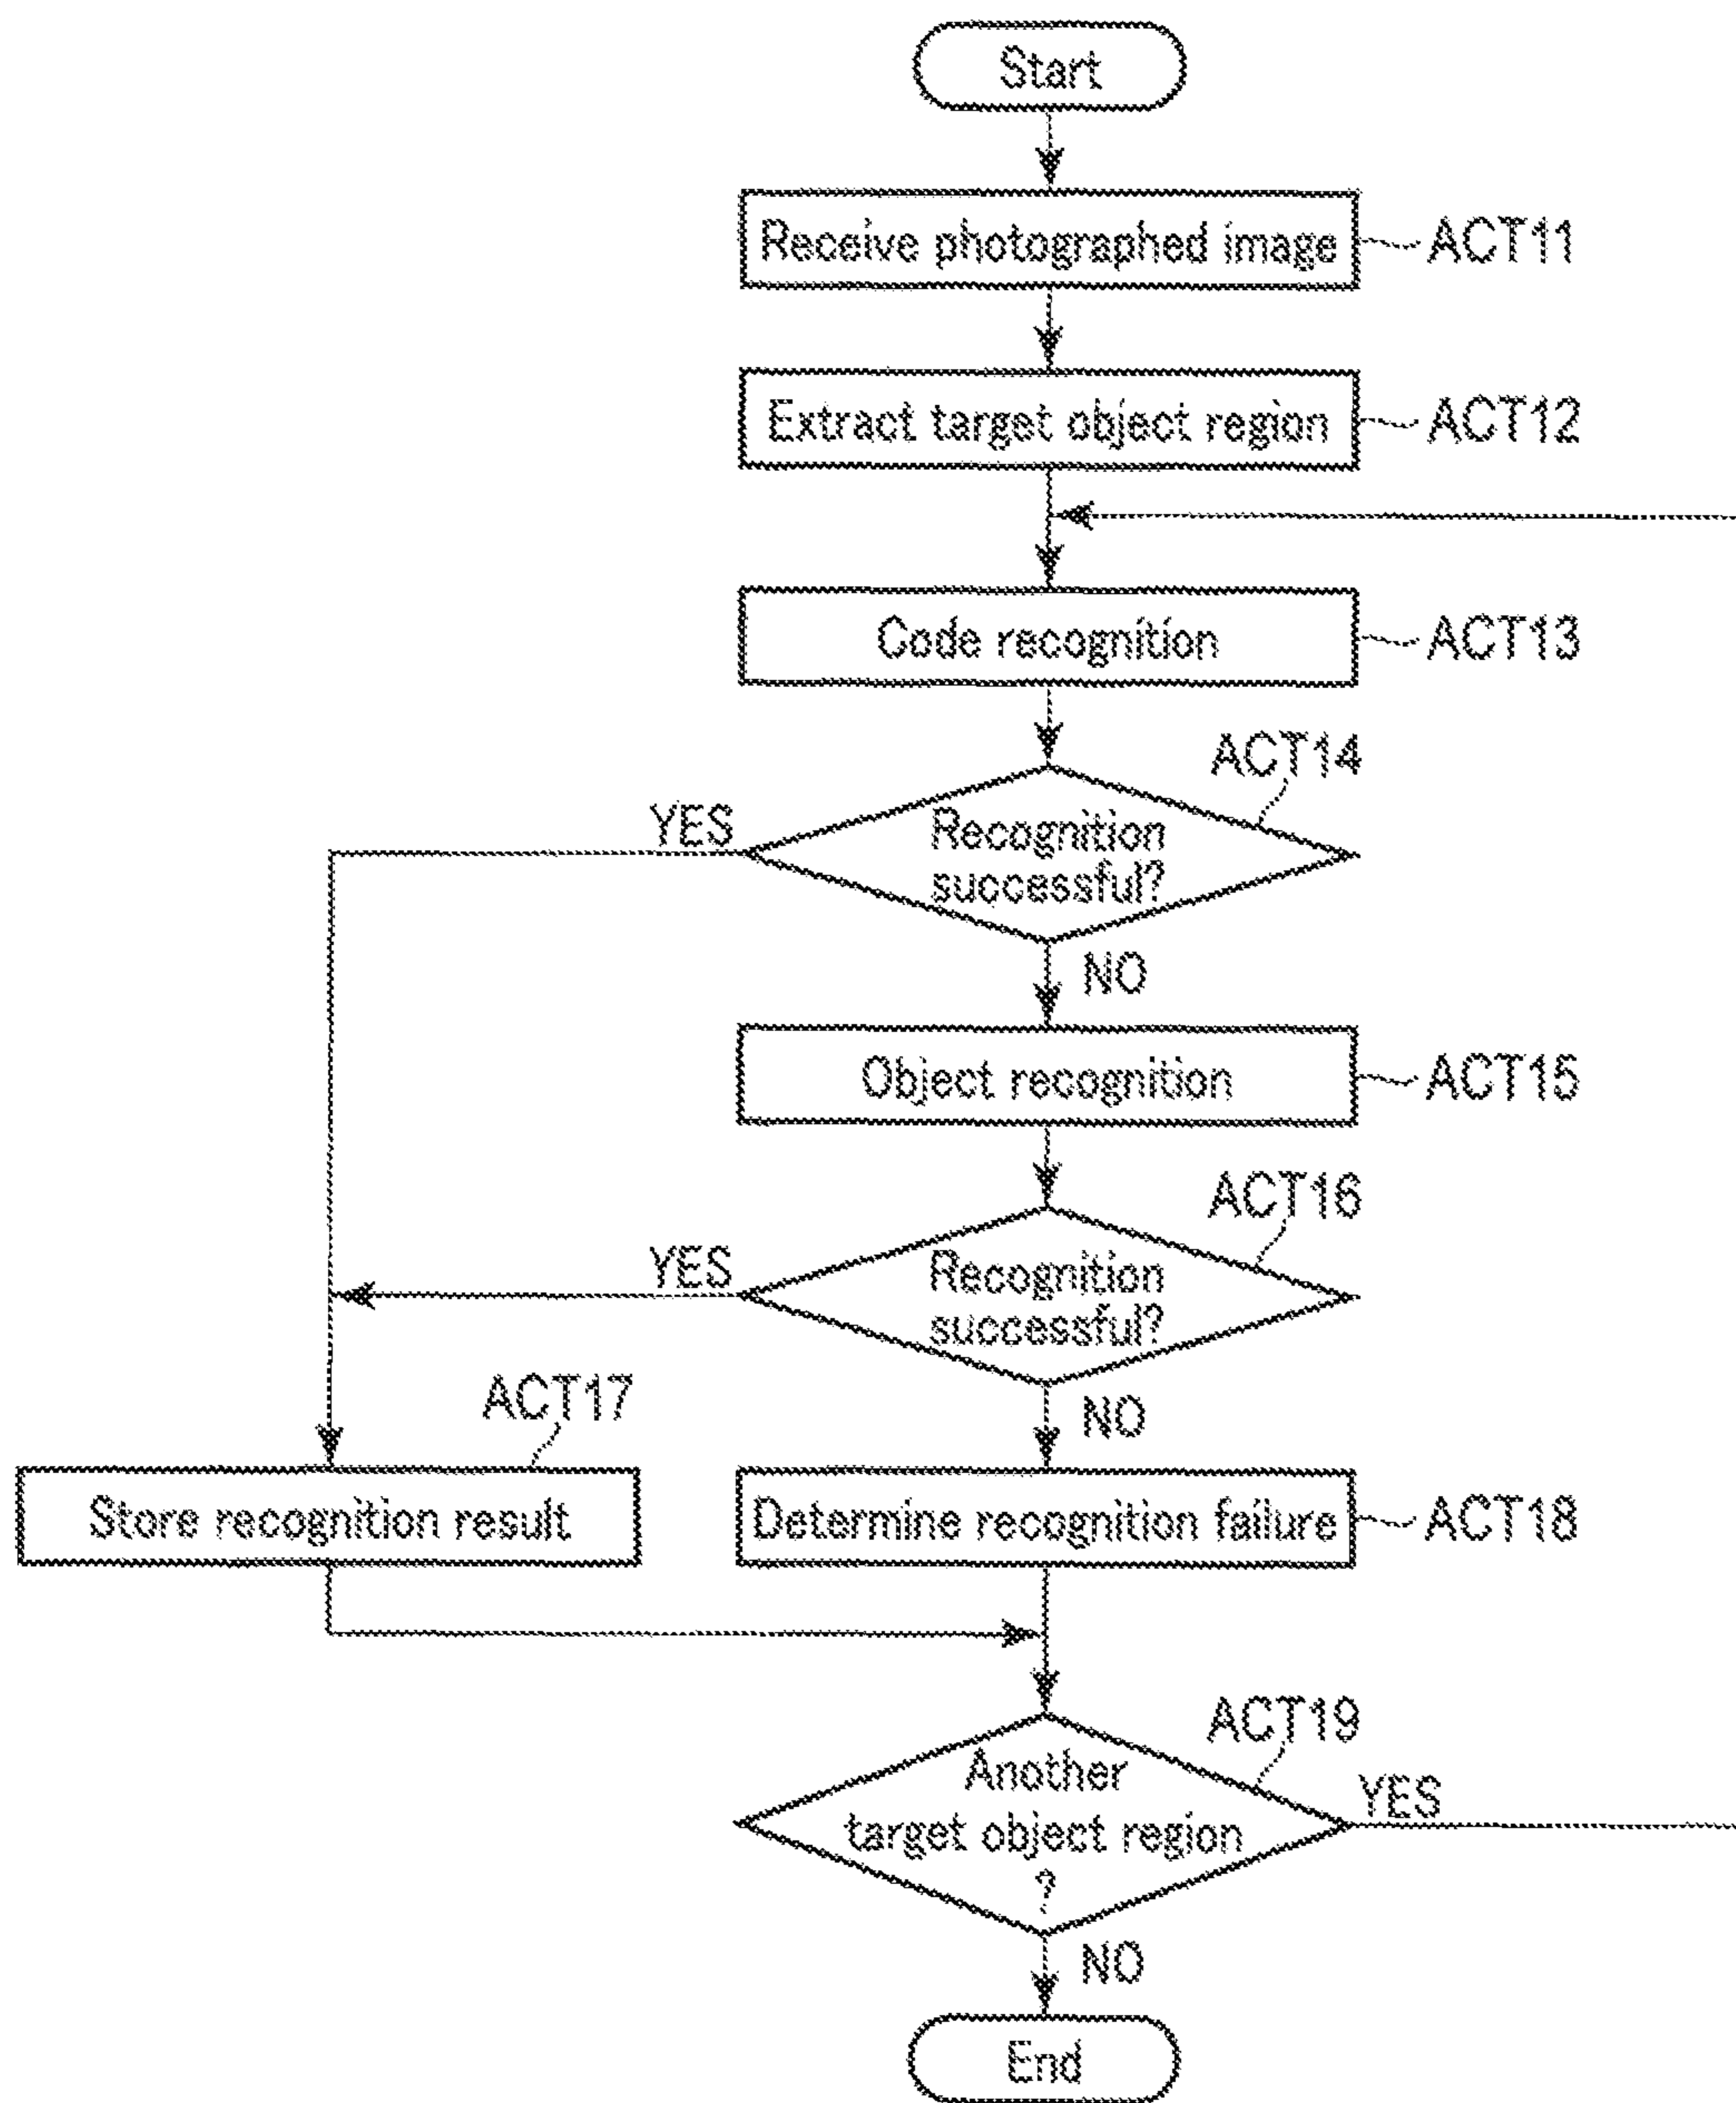 Start
Receive photographed image
ACT11
Extract target object region
ACT12
Code recognition
ACT13
ACT14
YES
Recognition
successful?
NO
Object recognition
ACT15
ACT16
YES
Recognition
successful?
ACT17
NO
Store recognition result
Determine recognition failure
ACT18
ACT19
Another
target object region
?
YES
NO
End